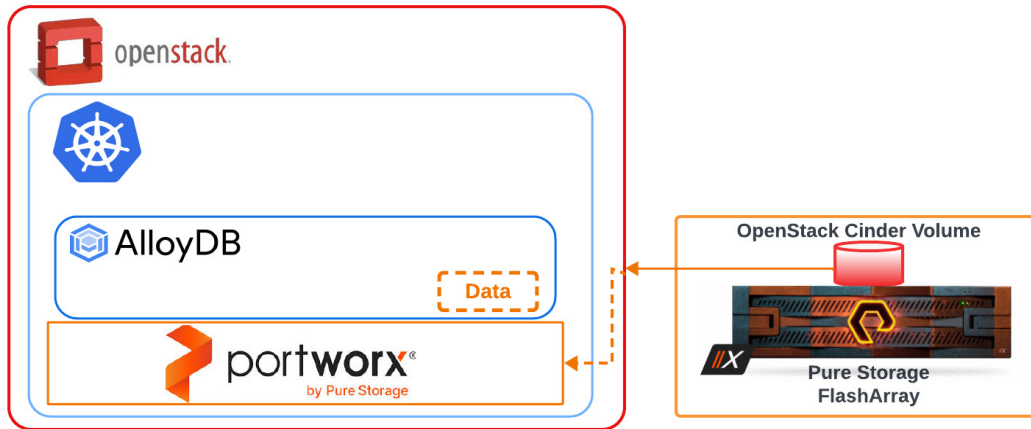 openstack.
AlloyDB
Data
portworx®
by Pure Storage
OpenStack Cinder Volume
//X
Pure Storage
FlashArray